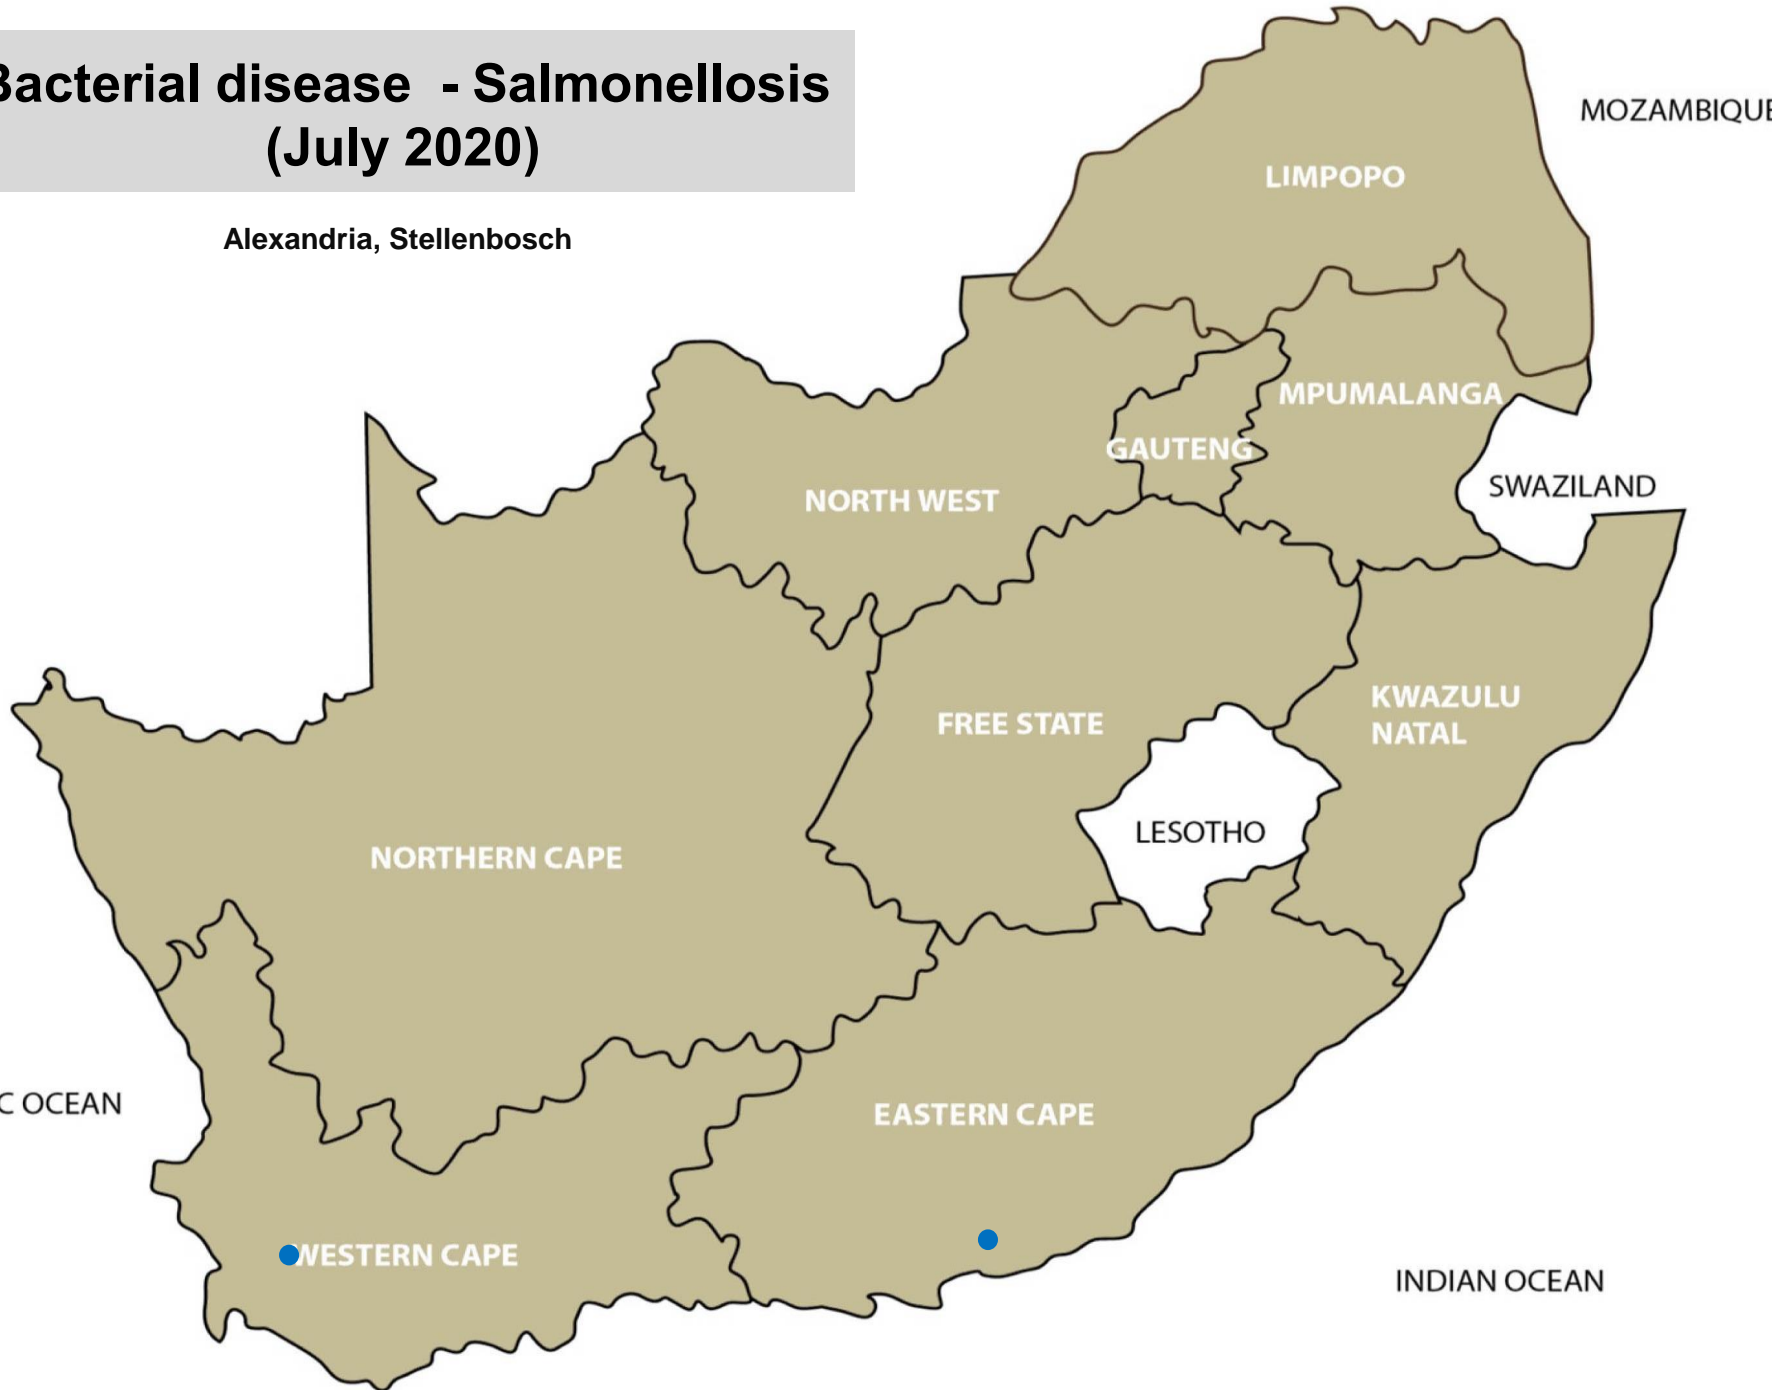 Bacterial disease - Salmonellosis
(July 2020)
Alexandria, Stellenbosch
MOZAMBIQUE
LIMPOPO
MPUMALANGA
GAUTENG
SWAZILAND
NORTH WEST
KWAZULU
NATAL
FREE STATE
LESOTHO
NORTHERN CAPE
C OCEAN
EASTERN CAPE
WESTERN CAPE
INDIAN OCEAN